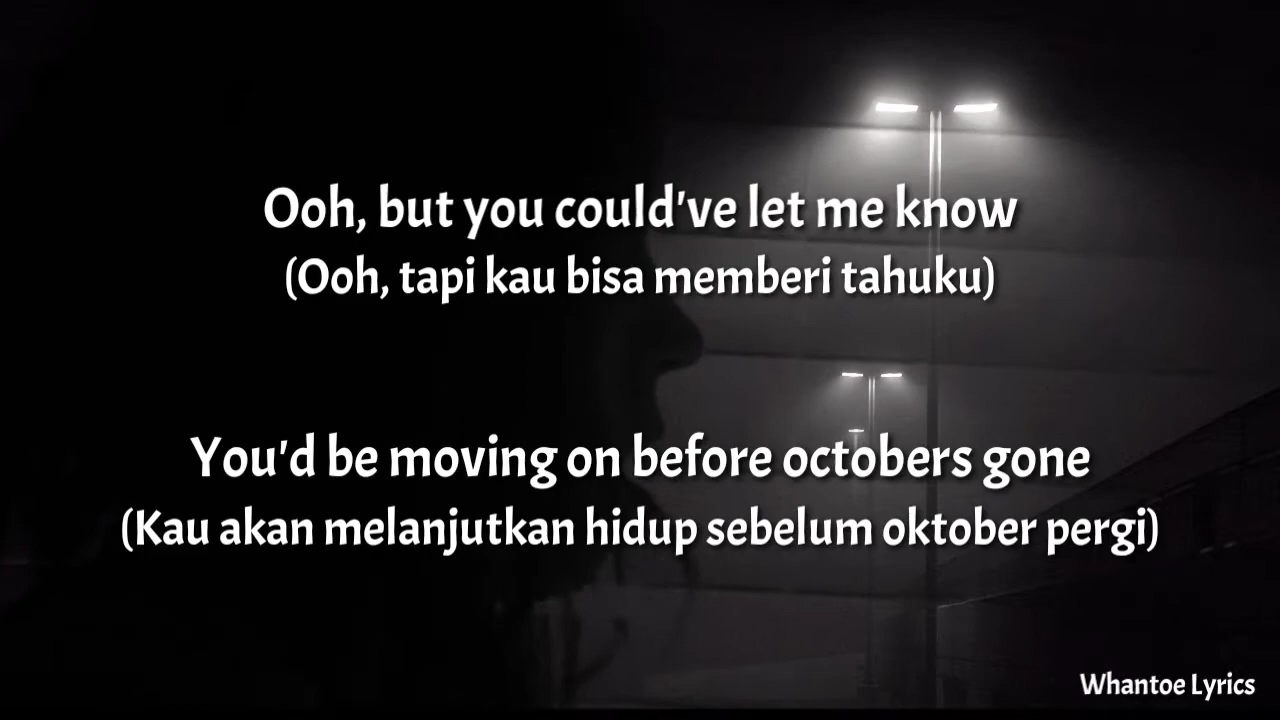 Ooh, but you could've let me know
(Ooh, tapi kau bisa memberi tahuku)
You'd be moving on before octobers gone
(Kau akan melanjutkan hidup sebelum oktober pergi)
Whantoe Lyrics